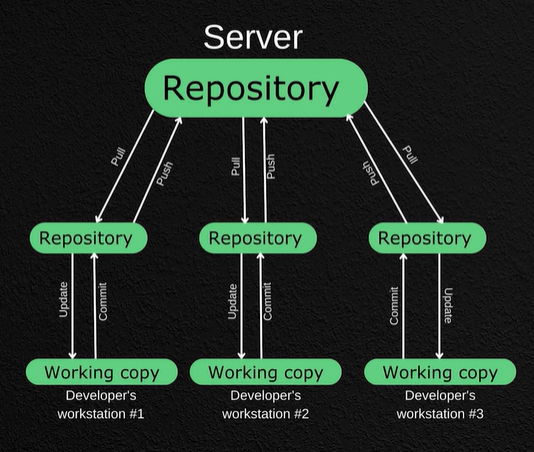 Server
Repository
Pull
Push
Pull
Push
Push
Pull
Repository
Repository
Repository
Update
Commit
Update
Commit
Commit
Update
Working copy
Working copy
Working copy
Developer's
workstation #1
Developer's
workstation #2
Developer's
workstation #3